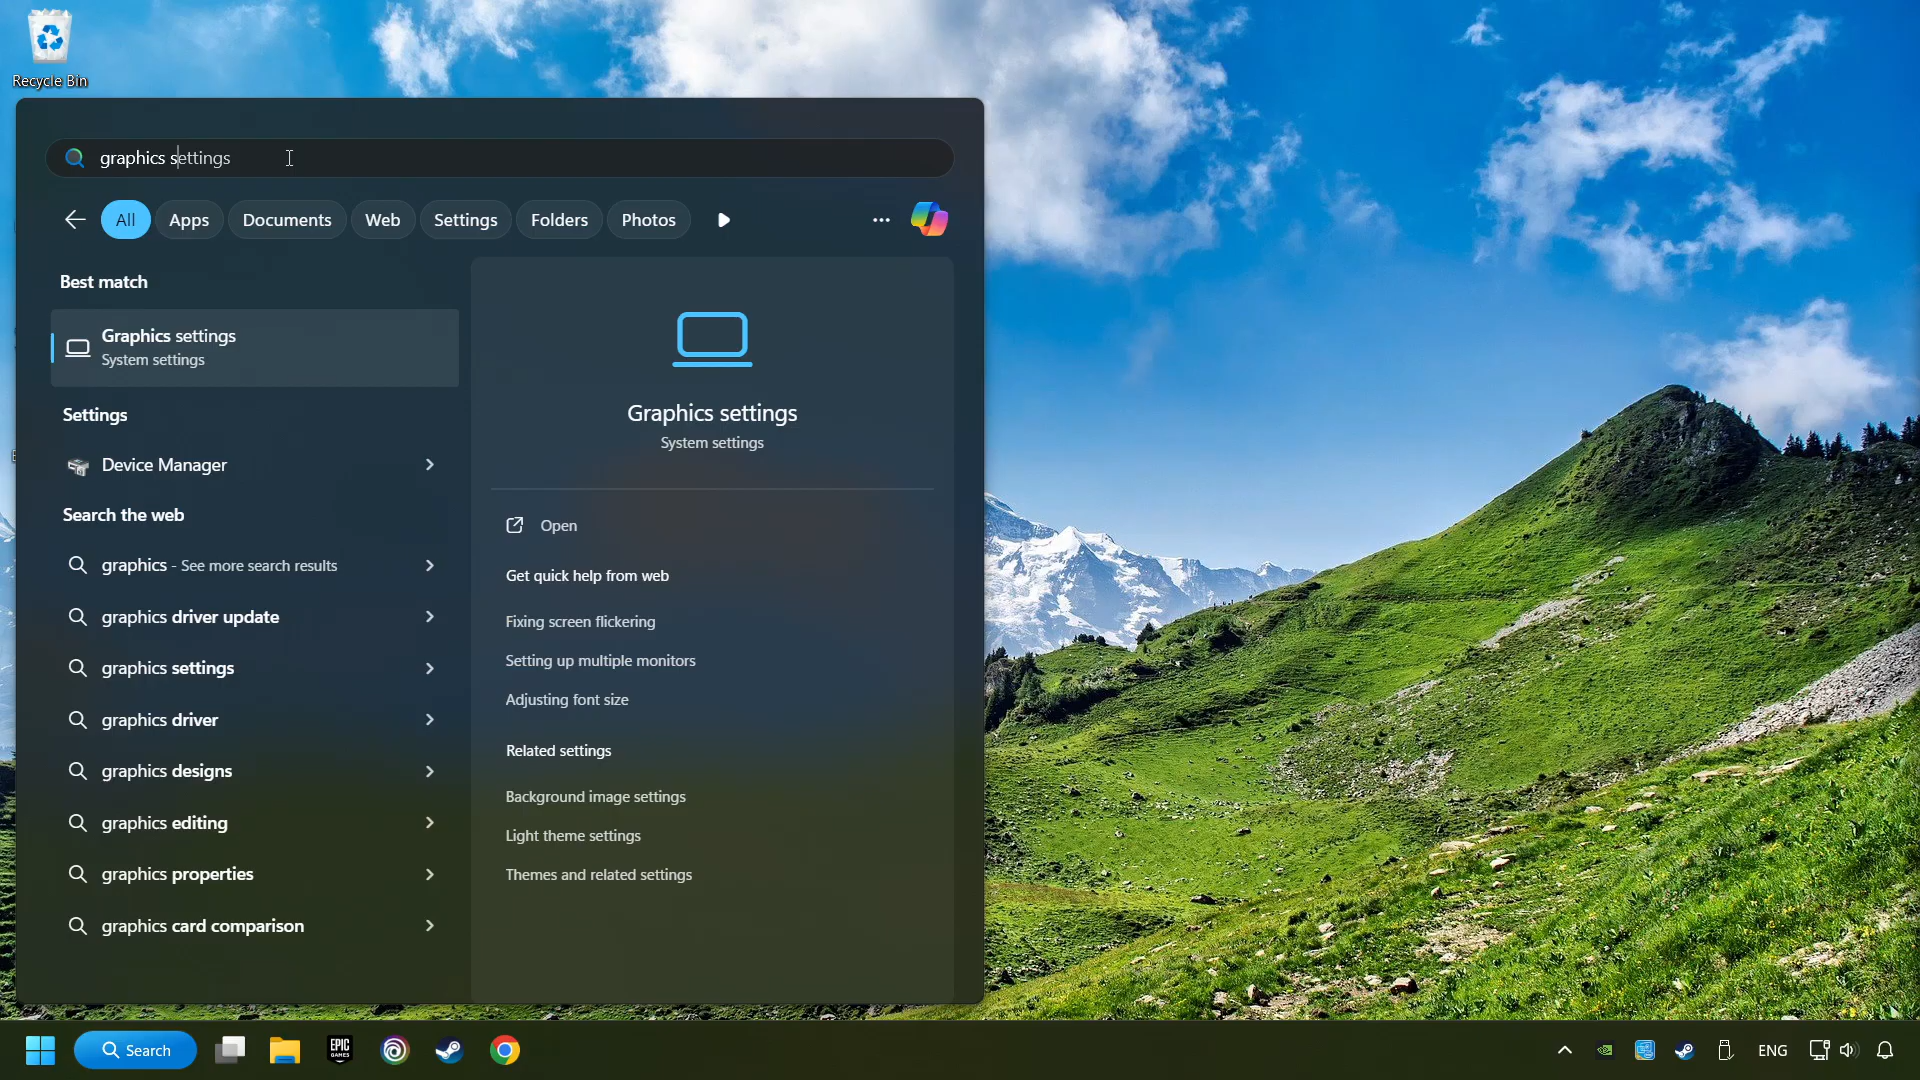 Recycle Bin
graphics settings
All
Apps
Documents
Web
Settings
Folders
Photos
Best match
Graphics settings
System settings
Settings
Device Manager
Search the web
graphics - See more search results
graphics driver update
graphics settings
graphics driver
graphics designs
graphics editing
graphics properties
graphics card comparison
Graphics settings
System settings
Open
Get quick help from web
Fixing screen flickering
Setting up multiple monitors
Adjusting font size
Related settings
Background image settings
Light theme settings
Themes and related settings
Search
EPIC
GAMES
ENG